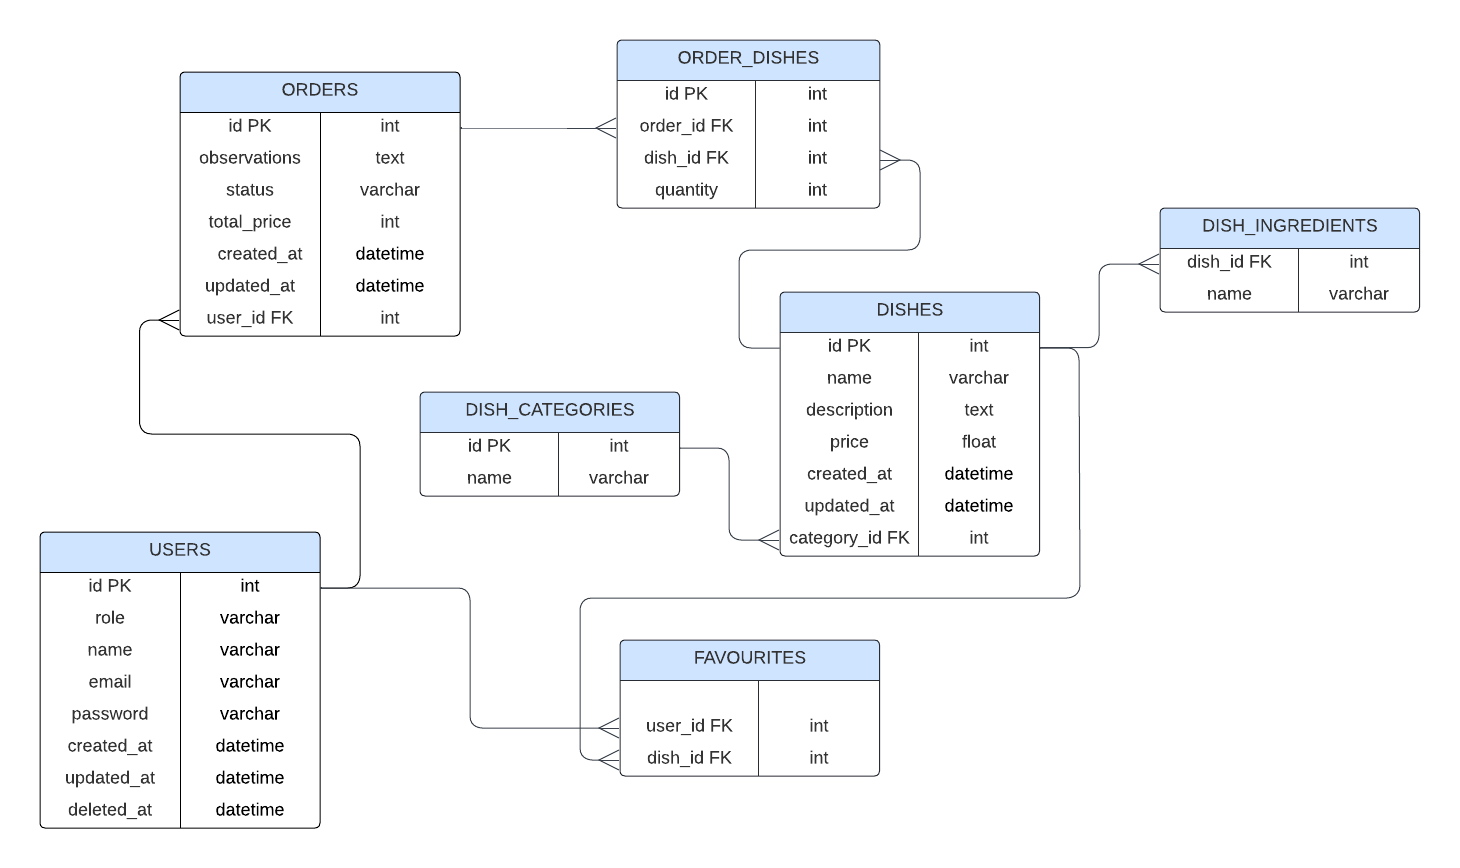 ORDERS
id PK int
observations text
status varchar
total_price int
created_at datetime
updated_at datetime
user_id FK int
ORDER_DISHES
id PK int
order_id FK int
dish_id FK int
quantity int
DISH_INGREDIENTS
dish_id FK int
name varchar
DISHES
id PK int
name varchar
description text
price float
created_at datetime
updated_at datetime
category_id FK int
DISH_CATEGORIES
id PK int
name varchar
USERS
id PK int
role varchar
name varchar
email varchar
password varchar
created_at datetime
updated_at datetime
deleted_at datetime
FAVOURITES
user_id FK int
dish_id FK int